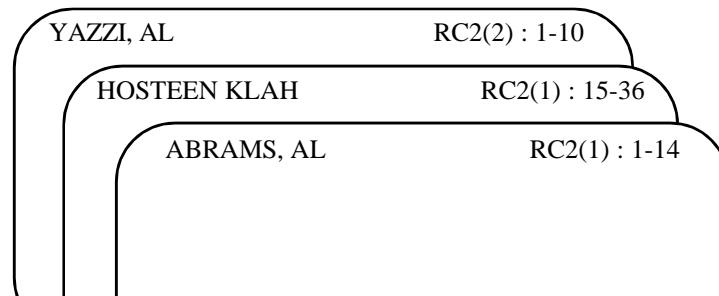 YAZZI, AL RC2(2) : 1-10
HOSTEEN KLAH RC2(1) : 15-36
ABRAMS, AL RC2(1) : 1-14